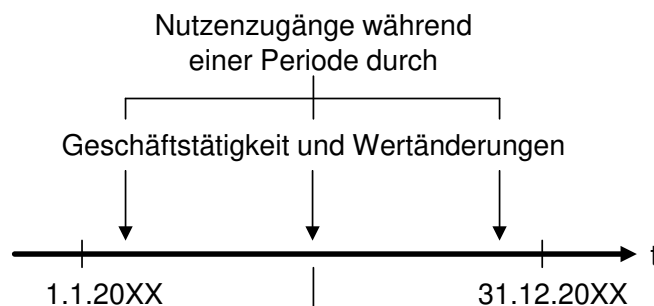 Nutzenzugänge während
einer Periode durch
Geschäftstätigkeit und Wertänderungen
t
1.1.20XX
31.12.20XX